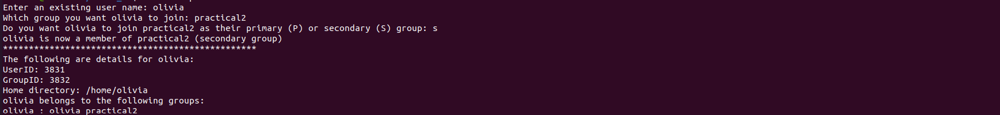 Enter an existing user name: olivia
Which group you want olivia to join: practical2
Do you want olivia to join practical2 as their primary (P) or secondary (S) group: s
olivia is now a member of practical2 (secondary group)
*************************************************
The following are details for olivia:
UserID: 3831
GroupID: 3832
Home directory: /home/olivia
olivia belongs to the following groups:
olivia : olivia practical2